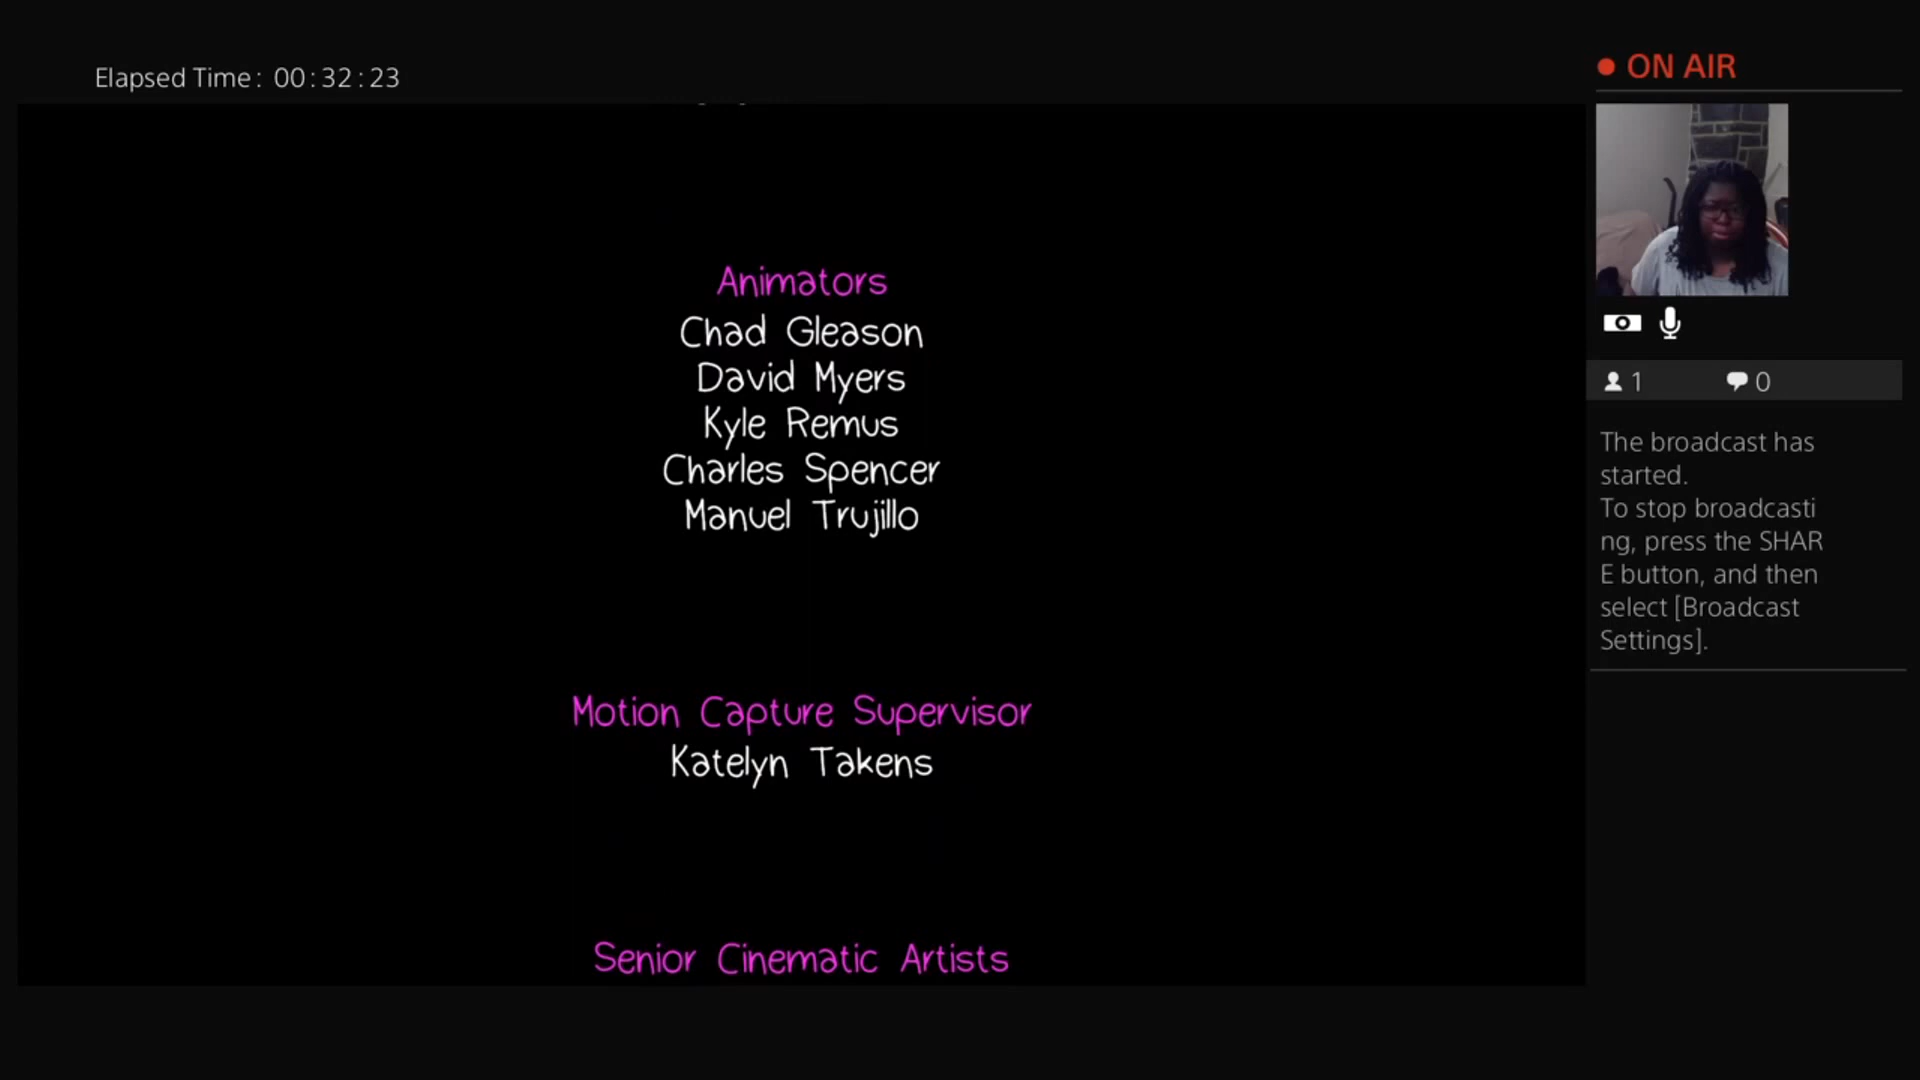 Elapsed Time: 00:32:23
ON AIR
Animators
Chad Gleason
David Myers
Kyle Remus
Charles Spencer
Manuel Trujillo
Motion Capture Supervisor
Katelyn Takens
Senior Cinematic Artists
1
0
The broadcast has
started.
To stop broadcasti
ng, press the SHAR
E button, and then
select [Broadcast
Settings].